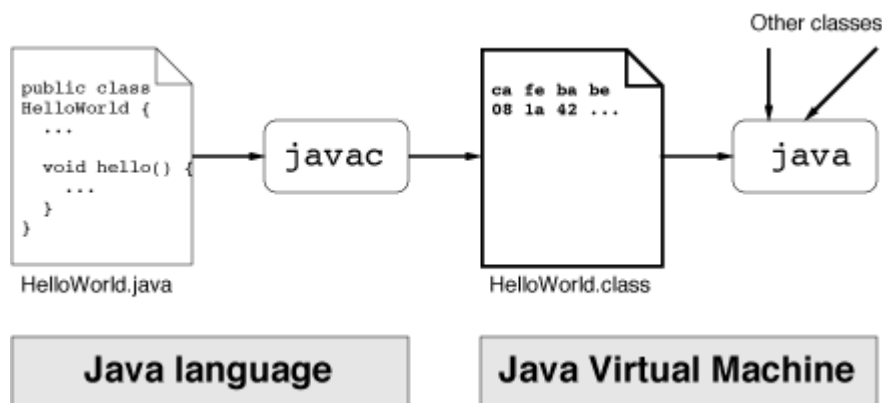 Other classes
public class
HelloWorld {
...
void hello() {
...
}
}
javac
ca fe ba be
08 1a 42 ...
java
HelloWorld.java
HelloWorld.class
Java language
Java Virtual Machine